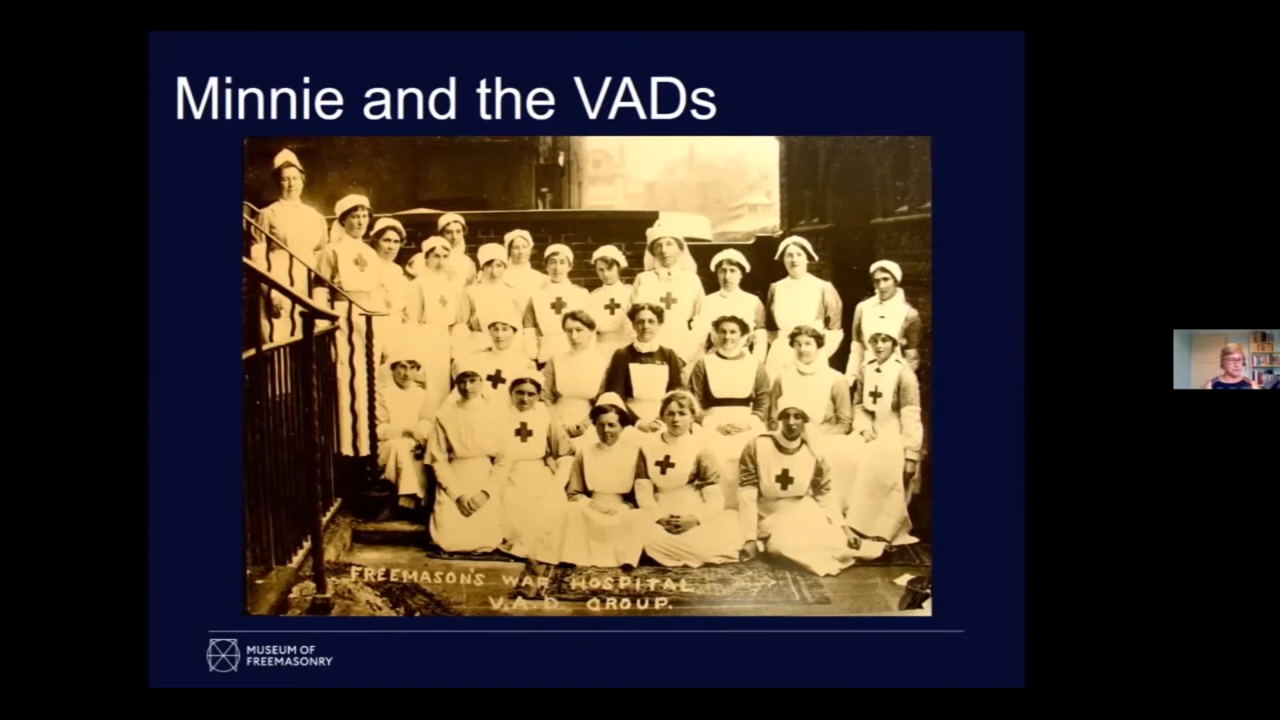 Minnie and the VADs
FREEMASON'S WAR HOSPITAL
V.A.D. GROUP.
MUSEUM OF
FREEMASONRY